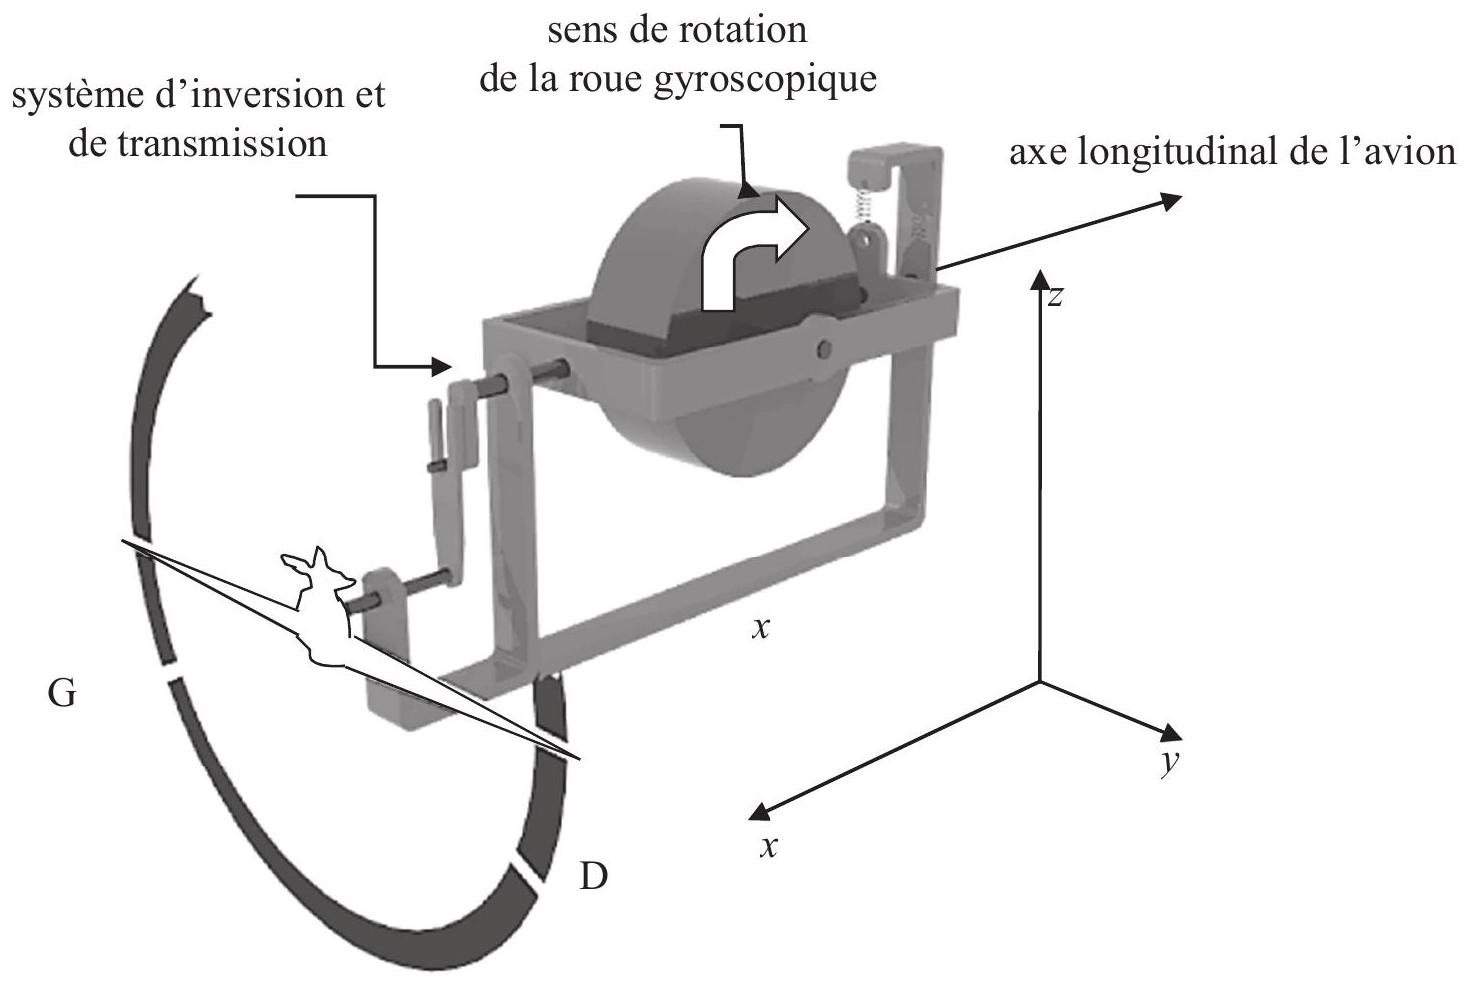 sens de rotation
de la roue gyroscopique
système d’inversion et
de transmission
axe longitudinal de l’avion
z
x
G
y
x
D